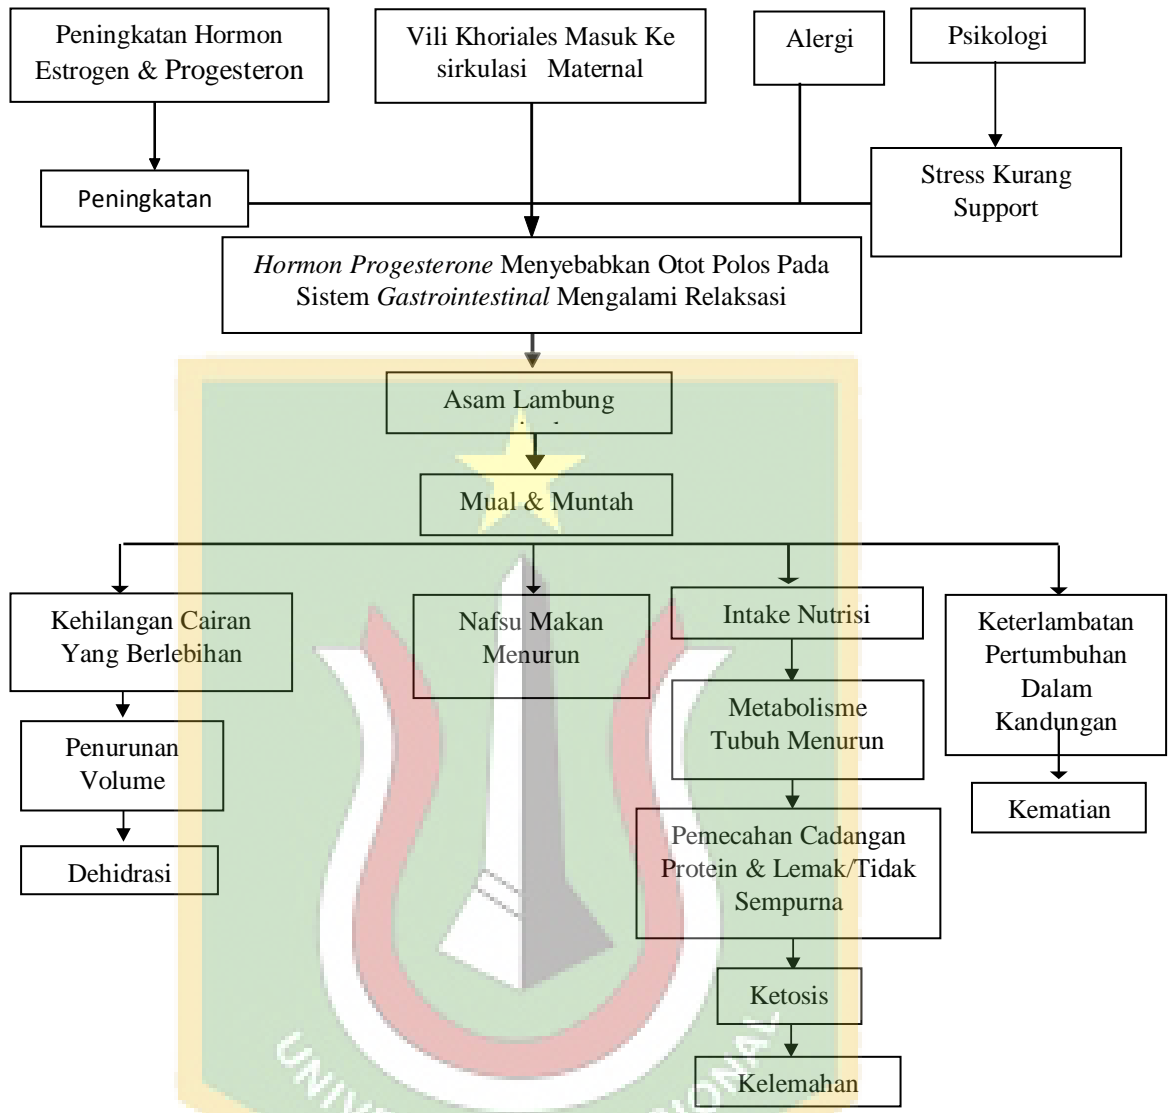 Peningkatan Hormon
Estrogen & Progesteron
Vili Khoriales Masuk Ke
sirkulasi Maternal
Alergi
Psikologi
Peningkatan
Stress Kurang
Support
Hormon Progesterone Menyebabkan Otot Polos Pada
Sistem Gastrointestinal Mengalami Relaksasi
Asam Lambung
Mual & Muntah
Kehilangan Cairan
Yang Berlebihan
Penurunan
Volume
Dehidrasi
Nafsu Makan
Menurun
Intake Nutrisi
Metabolisme
Tubuh Menurun
Pemecahan Cadangan
Protein & Lemak/Tidak
Sempurna
Ketosis
Kelemahan
Keterlambatan
Pertumbuhan
Dalam
Kandungan
Kematian